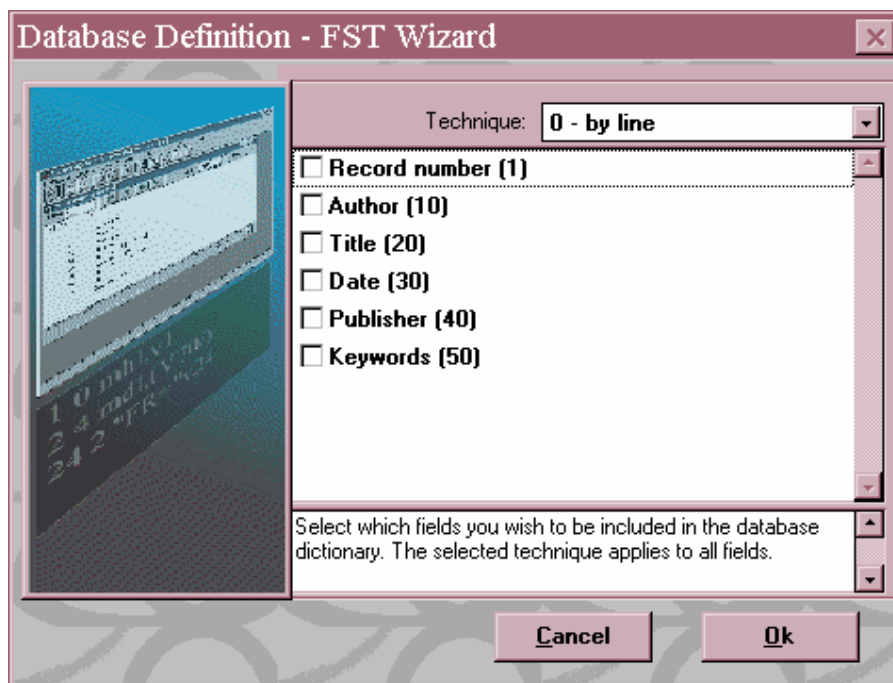 Database Definition - FST Wizard
Technique: 0 - by line
Record number (1)
Author (10)
Title (20)
Date (30)
Publisher (40)
Keywords (50)
Select which fields you wish to be included in the database
dictionary. The selected technique applies to all fields.
Cancel Ok